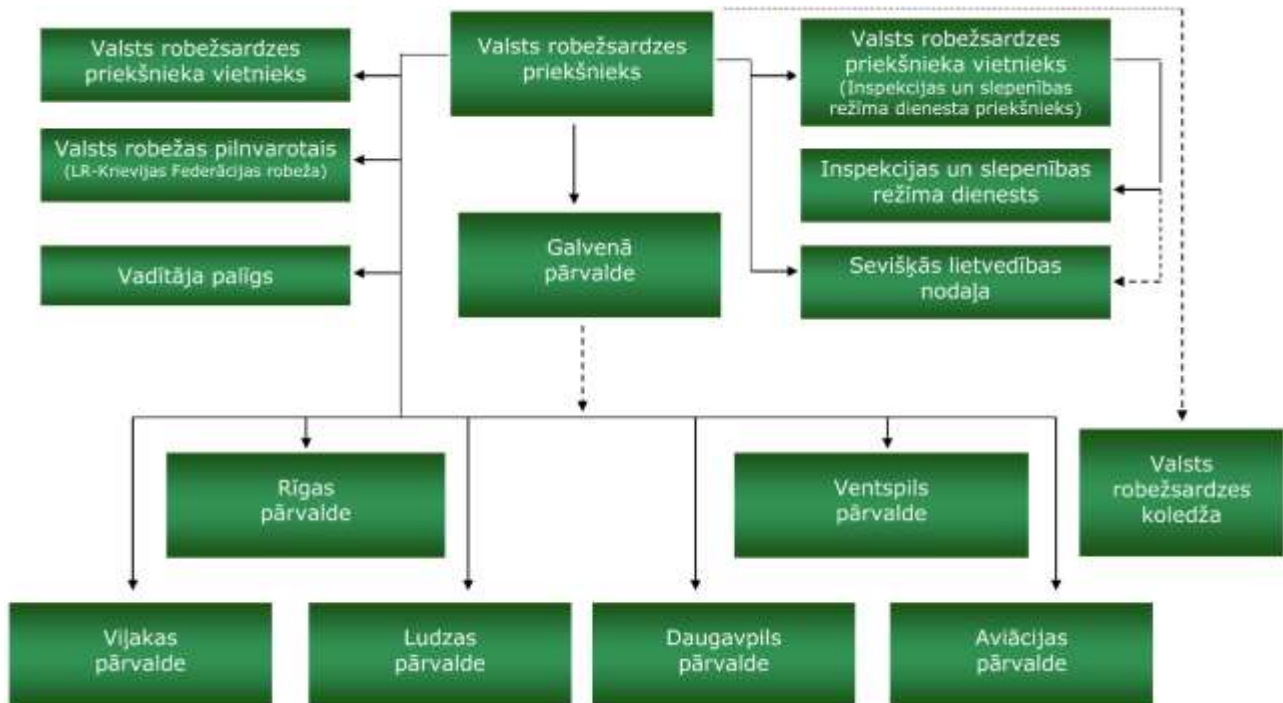 Valsts robežsardzes
priekšnieka vietnieks
Valsts robežsardzes
priekšnieks
Valsts robežsardzes
priekšnieka vietnieks
(Inspekcijas un slepenības
režīma dienesta priekšnieks)
Valsts robežas pilnvarotais
(LR-Krievijas Federācijas robeža)
Inspekcijas un slepenības
režīma dienests
Galvenā
pārvalde
Vadītāja palīgs
Sevišķās lietvedības
nodaļa
Rīgas
pārvalde
Ventspils
pārvalde
Valsts
robežsardzes
koledža
Viļakas
pārvalde
Ludzas
pārvalde
Daugavpils
pārvalde
Aviācijas
pārvalde